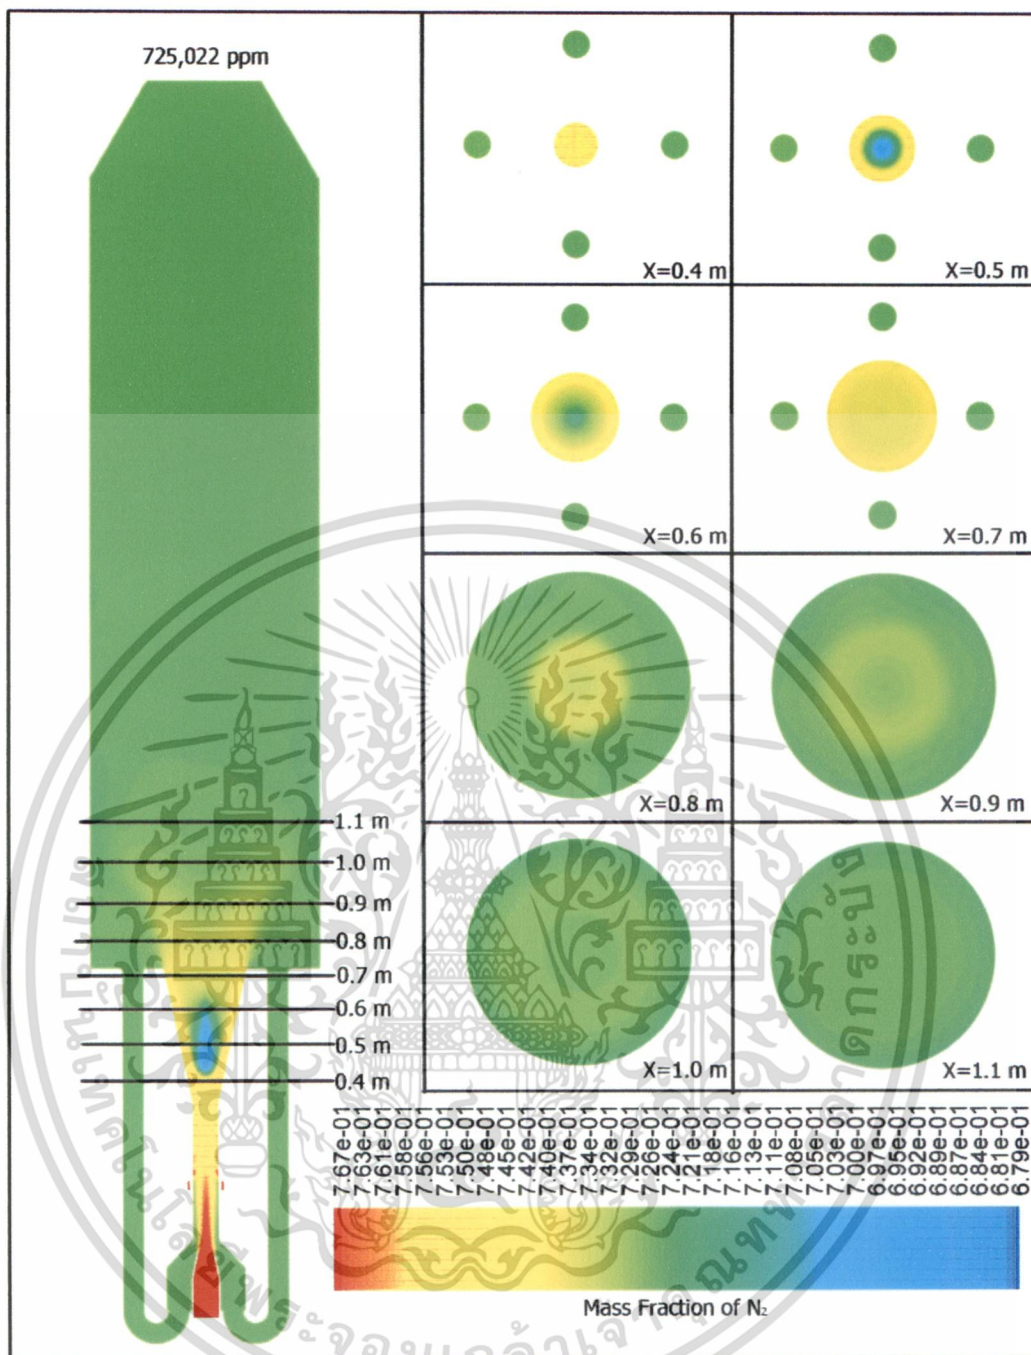 725,022 ppm
X=0.4 m
X=0.5 m
X=0.6 m
X=0.7 m
X=0.8 m
X=0.9 m
X=1.0 m
X=1.1 m
1.1 m
1.0 m
0.9 m
0.8 m
0.7 m
0.6 m
0.5 m
0.4 m
7.67e-01
7.63e-01
7.61e-01
7.58e-01
7.56e-01
7.53e-01
7.50e-01
7.48e-01
7.45e-01
7.42e-01
7.40e-01
7.37e-01
7.34e-01
7.32e-01
7.29e-01
7.26e-01
7.21e-01
7.18e-01
7.16e-01
7.13e-01
7.11e-01
7.08e-01
7.05e-01
7.03e-01
7.00e-01
6.97e-01
6.95e-01
6.92e-01
6.89e-01
6.87e-01
6.84e-01
6.81e-01
6.79e-01
Mass Fraction of N₂